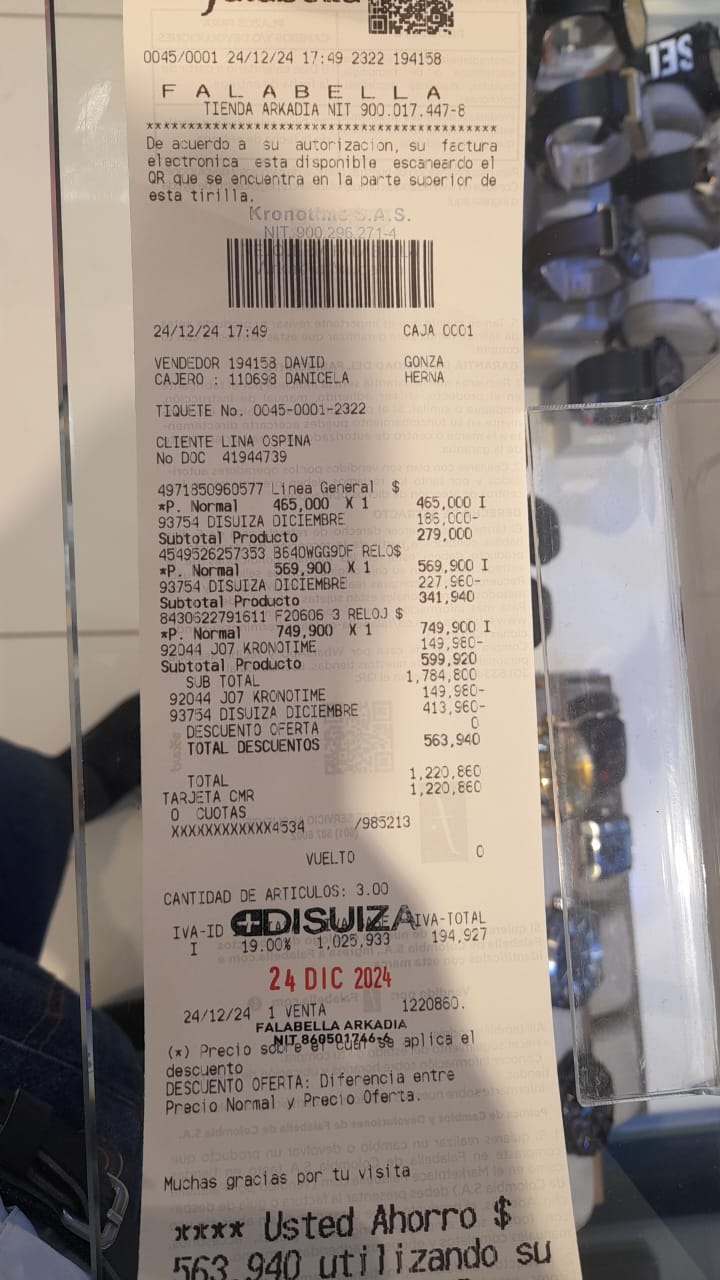 falabella
0045/0001 24/12/24 17:49 2322 194158
F A L A B E L L A
TIENDA ARKADIA NIT 900.017.447-8
De acuerdo a su autorizacion, su factura
electronica esta disponible escaneardo el
QR que se encuentra en la parte superior de
esta tirilla.
Kronotime S.A.S.
NIT. 900.296.271-4
24/12/24 17:49 CAJA 0001
VENDEDOR 194158 DAVID GONZA
CAJERO : 110698 DANICELA HERNA
TIQUETE No. 0045-0001-2322
CLIENTE LINA OSPINA
No DOC 41944739
4971850960577 Linea General $
*P. Normal 465,000 X 1 465,000 I
93754 DISUIZA DICIEMBRE 186,000-
Subtotal Producto 279,000
4549526257353 B640WGG9DF RELO$
*P. Normal 569,900 X 1 569,900 I
93754 DISUIZA DICIEMBRE 227,960-
Subtotal Producto 341,940
8430622791611 F20606 3 RELOJ $
*P. Normal 749,900 X 1 749,900 I
92044 J07 KRONOTIME 149,980-
Subtotal Producto 599,920
SUB TOTAL 1,784,800
92044 J07 KRONOTIME 149,980-
93754 DISUIZA DICIEMBRE 413,960-
DESCUENTO OFERTA 0
TOTAL DESCUENTOS 563,940
TOTAL 1,220,860
TARJETA CMR 1,220,860
0 CUOTAS
XXXXXXXXXXXX4534 /985213
VUELTO 0
CANTIDAD DE ARTICULOS: 3.00
IVA-ID IVA-TOTAL
DISUIZA
I 19.00% 1,025,933 194,927
24 DIC 2024
24/12/24 1 VENTA 1220860.
FALABELLA ARKADIA
NIT 860501746-6
(*) Precio sobre el cual se aplica el
descuento
DESCUENTO OFERTA: Diferencia entre
Precio Normal y Precio Oferta.
Muchas gracias por tu visita
**** Usted Ahorro $
563,940 utilizando su